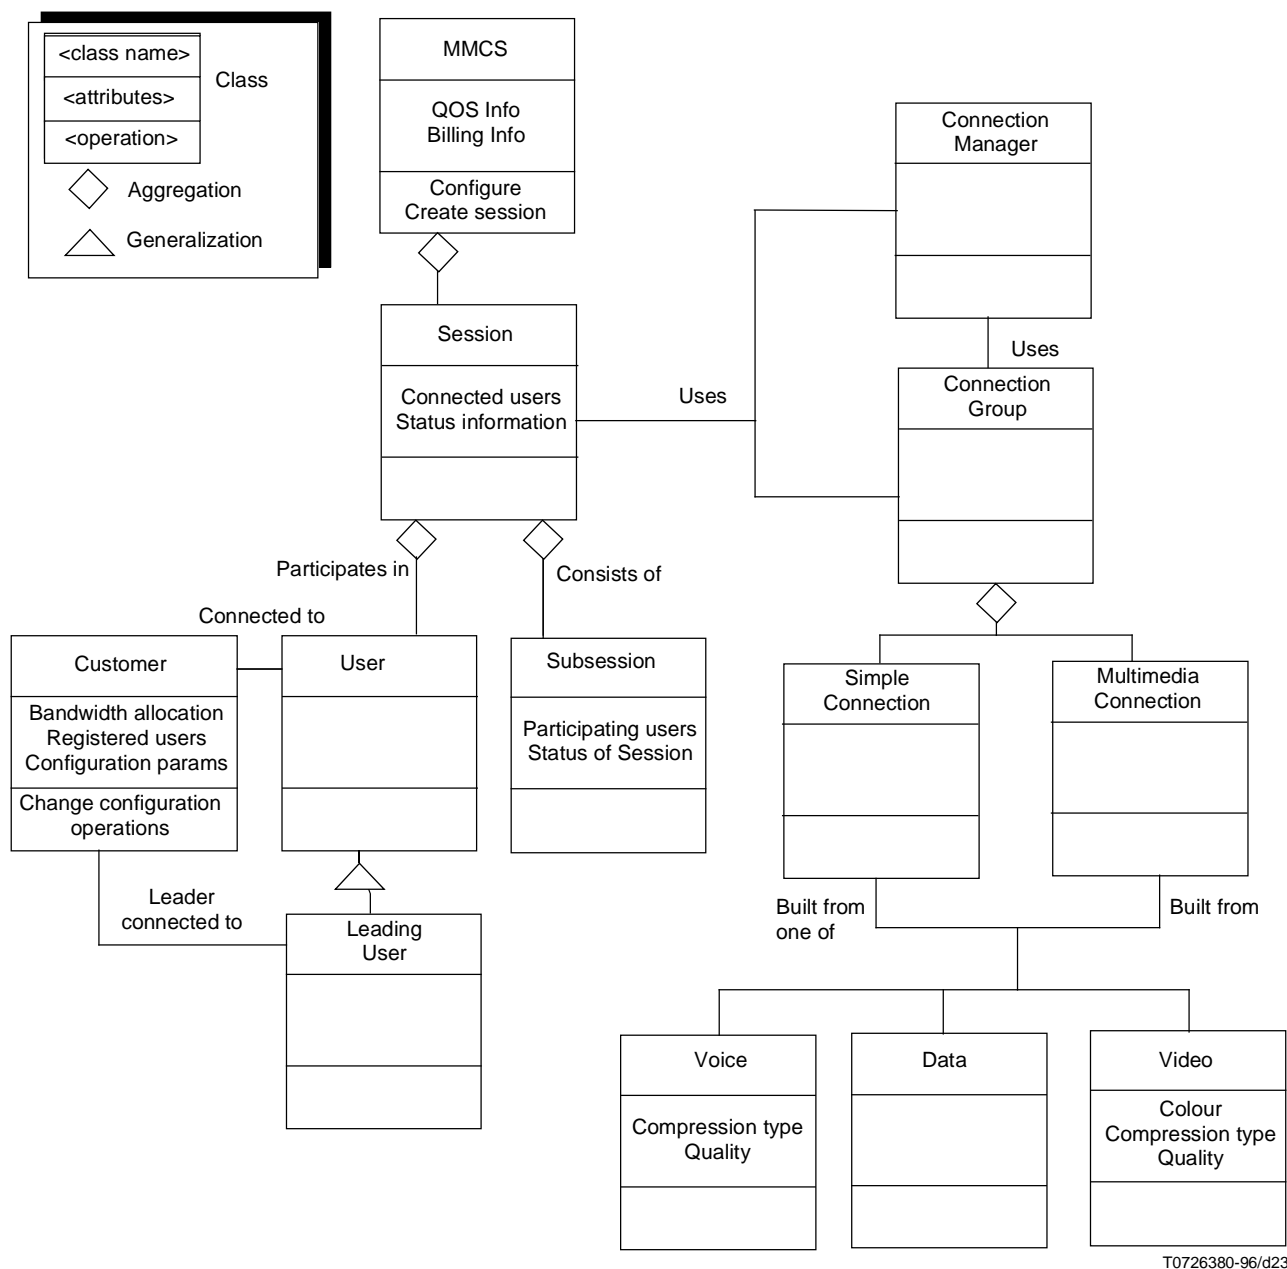 <class name>
<attributes>
<operation>
Class
Aggregation
Generalization
MMCS
QOS Info
Billing Info
Configure
Create session
Connection
Manager
Session
Connected users
Status information
Uses
Uses
Connection
Group
Participates in
Consists of
Connected to
Customer
Bandwidth allocation
Registered users
Configuration params
Change configuration
operations
User
Subsession
Participating users
Status of Session
Simple
Connection
Multimedia
Connection
Leader
connected to
Leading
User
Built from
one of
Built from
Voice
Compression type
Quality
Data
Video
Colour
Compression type
Quality
T0726380-96/d23